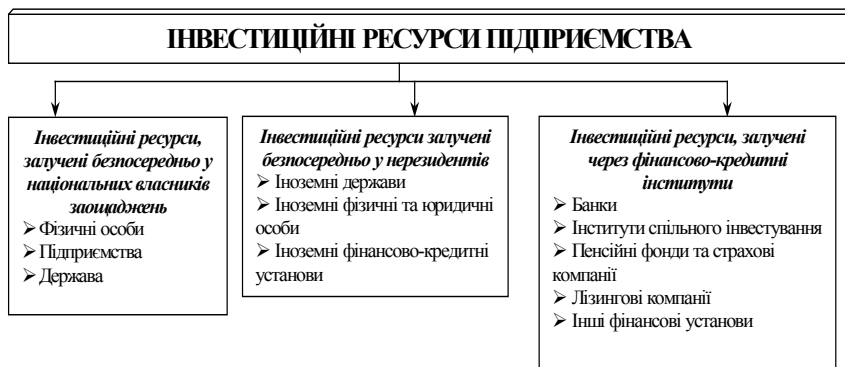 ІНВЕСТИЦІЙНІ РЕСУРСИ ПІДПРИЄМСТВА
Інвестиційні ресурси,
залучені безпосередньо у
національних власників
заощаджень
➢ Фізичні особи
➢ Підприємства
➢ Держава
Інвестиційні ресурси залучені
безпосередньо у нерезидентів
➢ Іноземні держави
➢ Іноземні фізичні та юридичні
особи
➢ Іноземні фінансово-кредитні
установи
Інвестиційні ресурси, залучені
через фінансово-кредитні
інститути
➢ Банки
➢ Інститути спільного інвестування
➢ Пенсійні фонди та страхові
компанії
➢ Лізингові компанії
➢ Інші фінансові установи